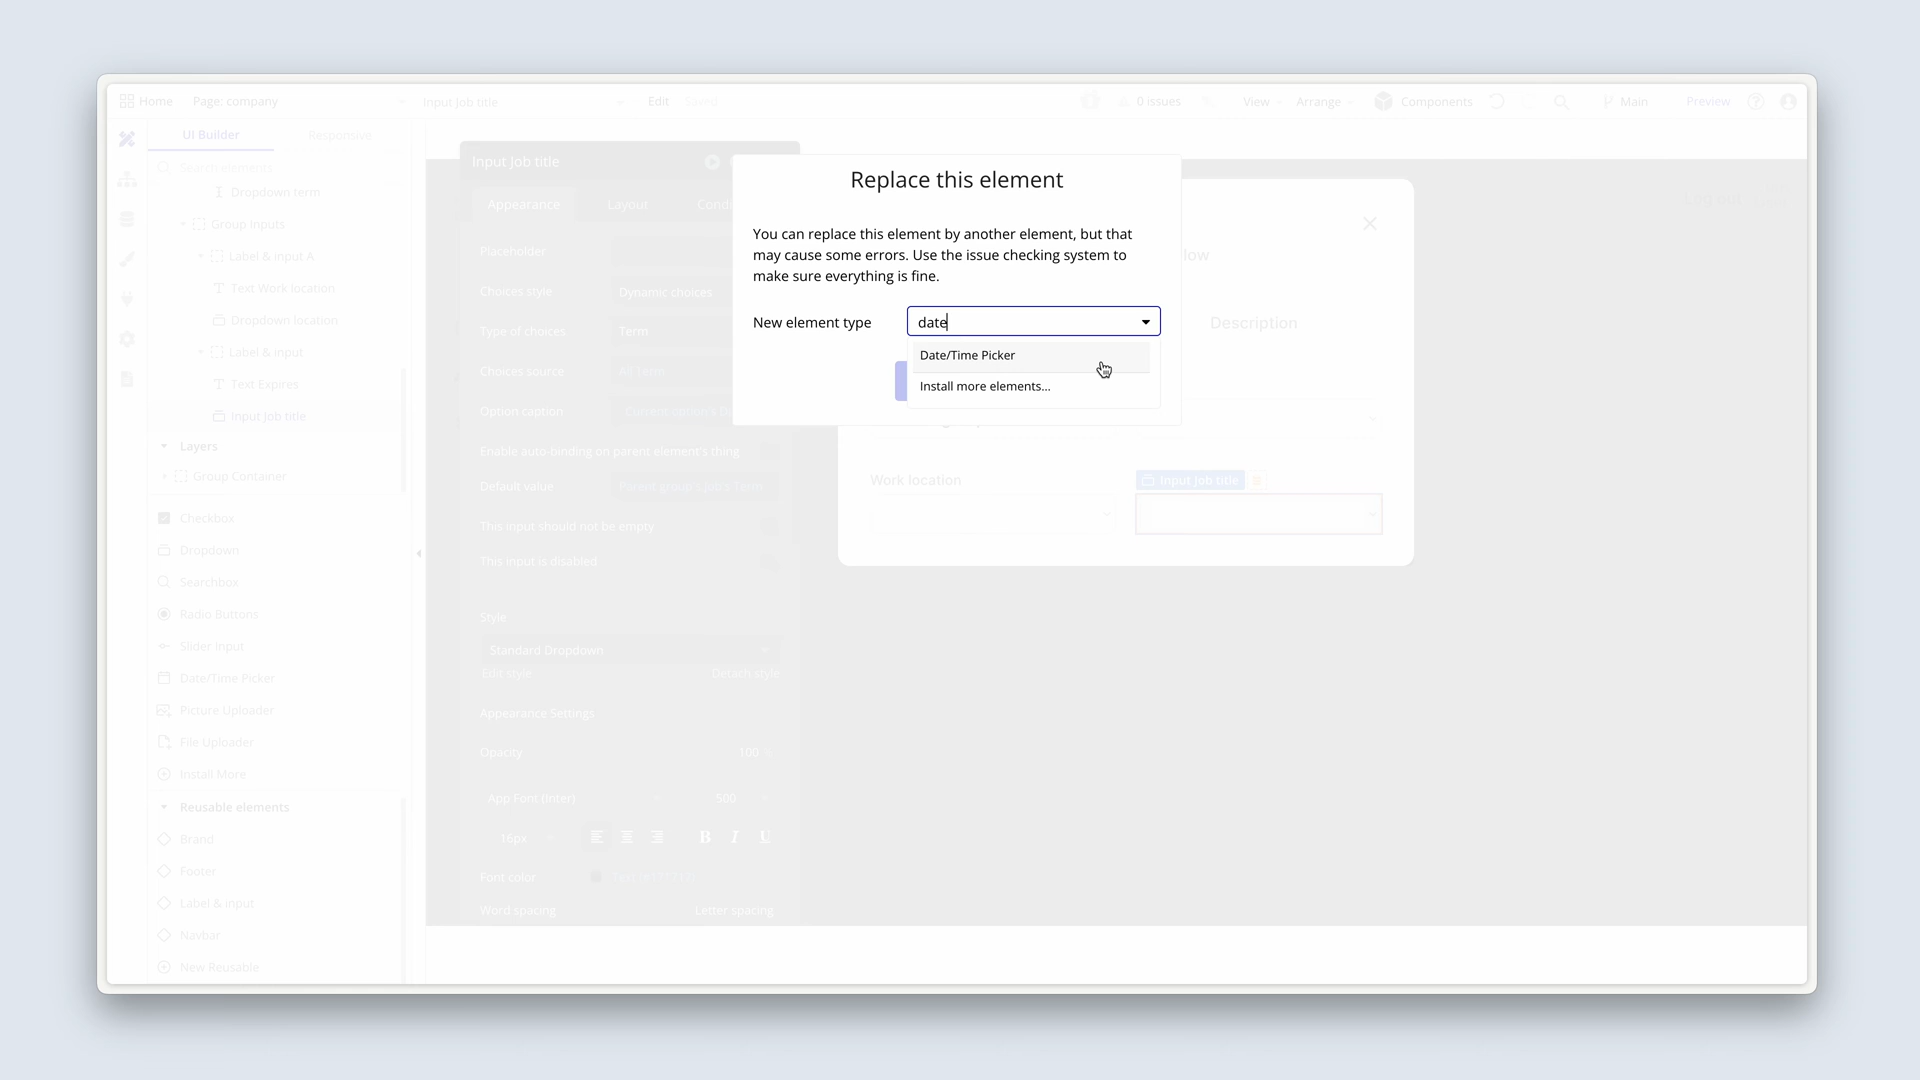 Home
Page: company
Input Job title
Edit
Saved
0 issues
View
Arrange
Components
Main
Preview
UI Builder
Responsive
Search elements
Dropdown term
Group Inputs
Label & input A
Text Work location
Dropdown location
Label & input
Text Expires
Input Job title
Layers
Group Container
Checkbox
Dropdown
Searchbox
Radio Buttons
Slider Input
Date/Time Picker
Picture Uploader
File Uploader
Install More
Reusable elements
Brand
Footer
Label & input
Navbar
New Reusable
Input Job title
Appearance
Layout
Placeholder
Choices style
Dynamic choices
Type of choices
Term
Choices source
All Term
Option caption
Current option's
Enable auto-binding on parent element's thing
Default value
Parent group's Job's Term
This input should not be empty
This input is disabled
Style
Standard Dropdown
Edit style
Detach style
Appearance Settings
Opacity
100
App Font (Inter)
500
16px
B I U
Font color
Word spacing
Letter spacing
Replace this element
You can replace this element by another element, but that
may cause some errors. Use the issue checking system to
make sure everything is fine.
New element type
date
Date/Time Picker
Install more elements...
Log out
Description
Work location
Input Job title